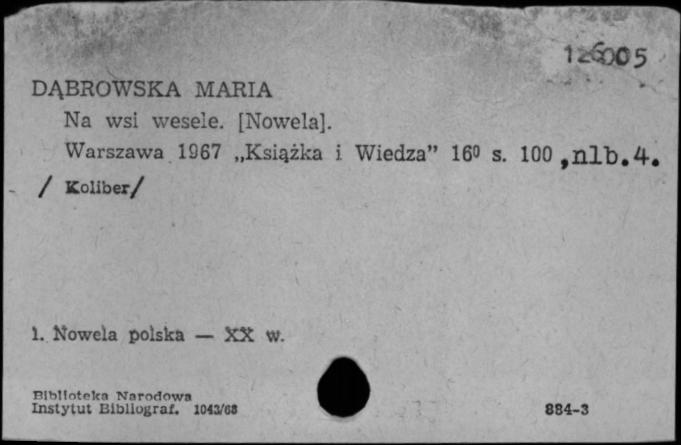 126005
DĄBROWSKA MARIA
Na wsi wesele. [Nowela].
Warszawa 1967 „Książka i Wiedza” 16⁰ s. 100 ,nlb.4.
/ Koliber/
1. Nowela polska — XX w.
Biblioteka Narodowa
Instytut Bibliograf. 1043/68
884-3